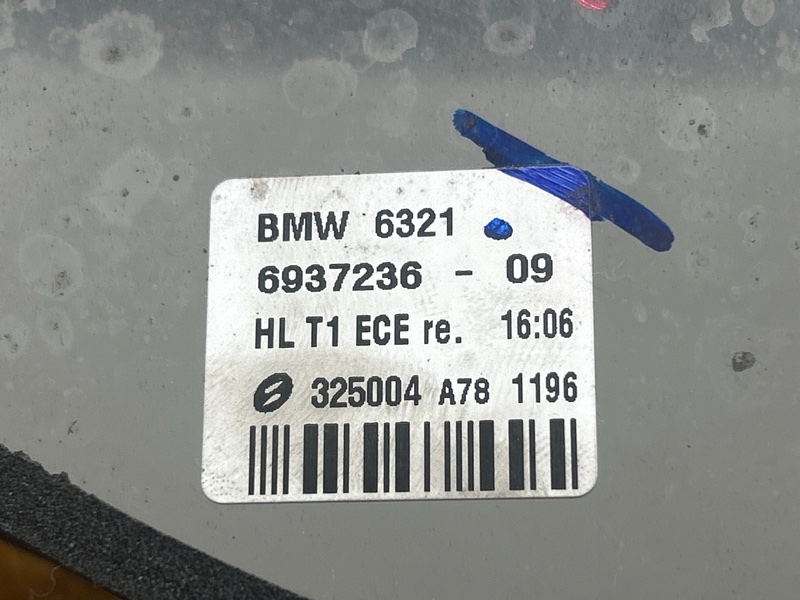 BMW 6321
6937236 - 09
HL T1 ECE re. 16:06
325004 A78 1196